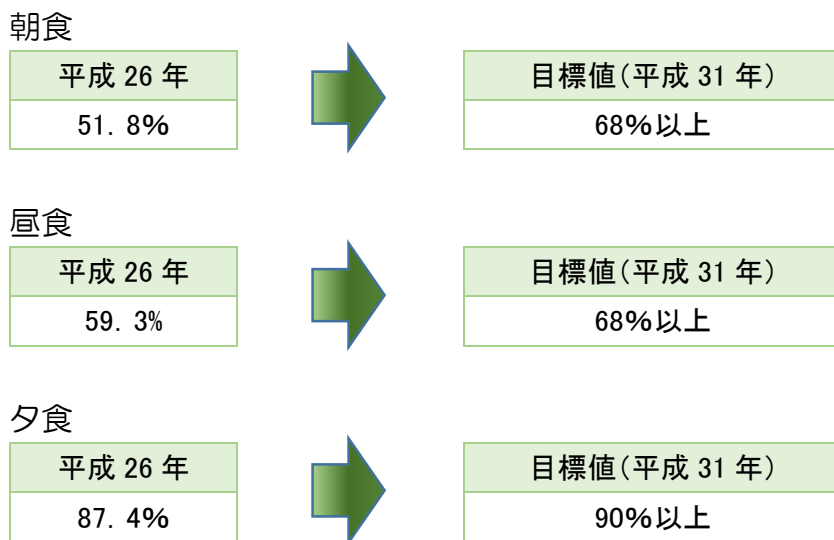 朝食
平成 26 年 目標値(平成 31 年)
51.8% 68%以上
昼食
平成 26 年 目標値(平成 31 年)
59.3% 68%以上
夕食
平成 26 年 目標値(平成 31 年)
87.4% 90%以上